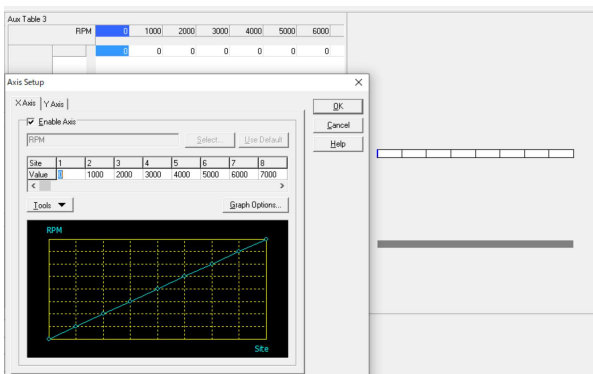 Aux Table 3
RPM 0 1000 2000 3000 4000 5000 6000
0 0 0 0 0 0 0
Axis Setup
X Axis Y Axis
Enable Axis
RPM Select... Use Default
Site 1 2 3 4 5 6 7 8
Value 0 1000 2000 3000 4000 5000 6000 7000
Tools Graph Options...
OK
Cancel
Help
RPM
Site